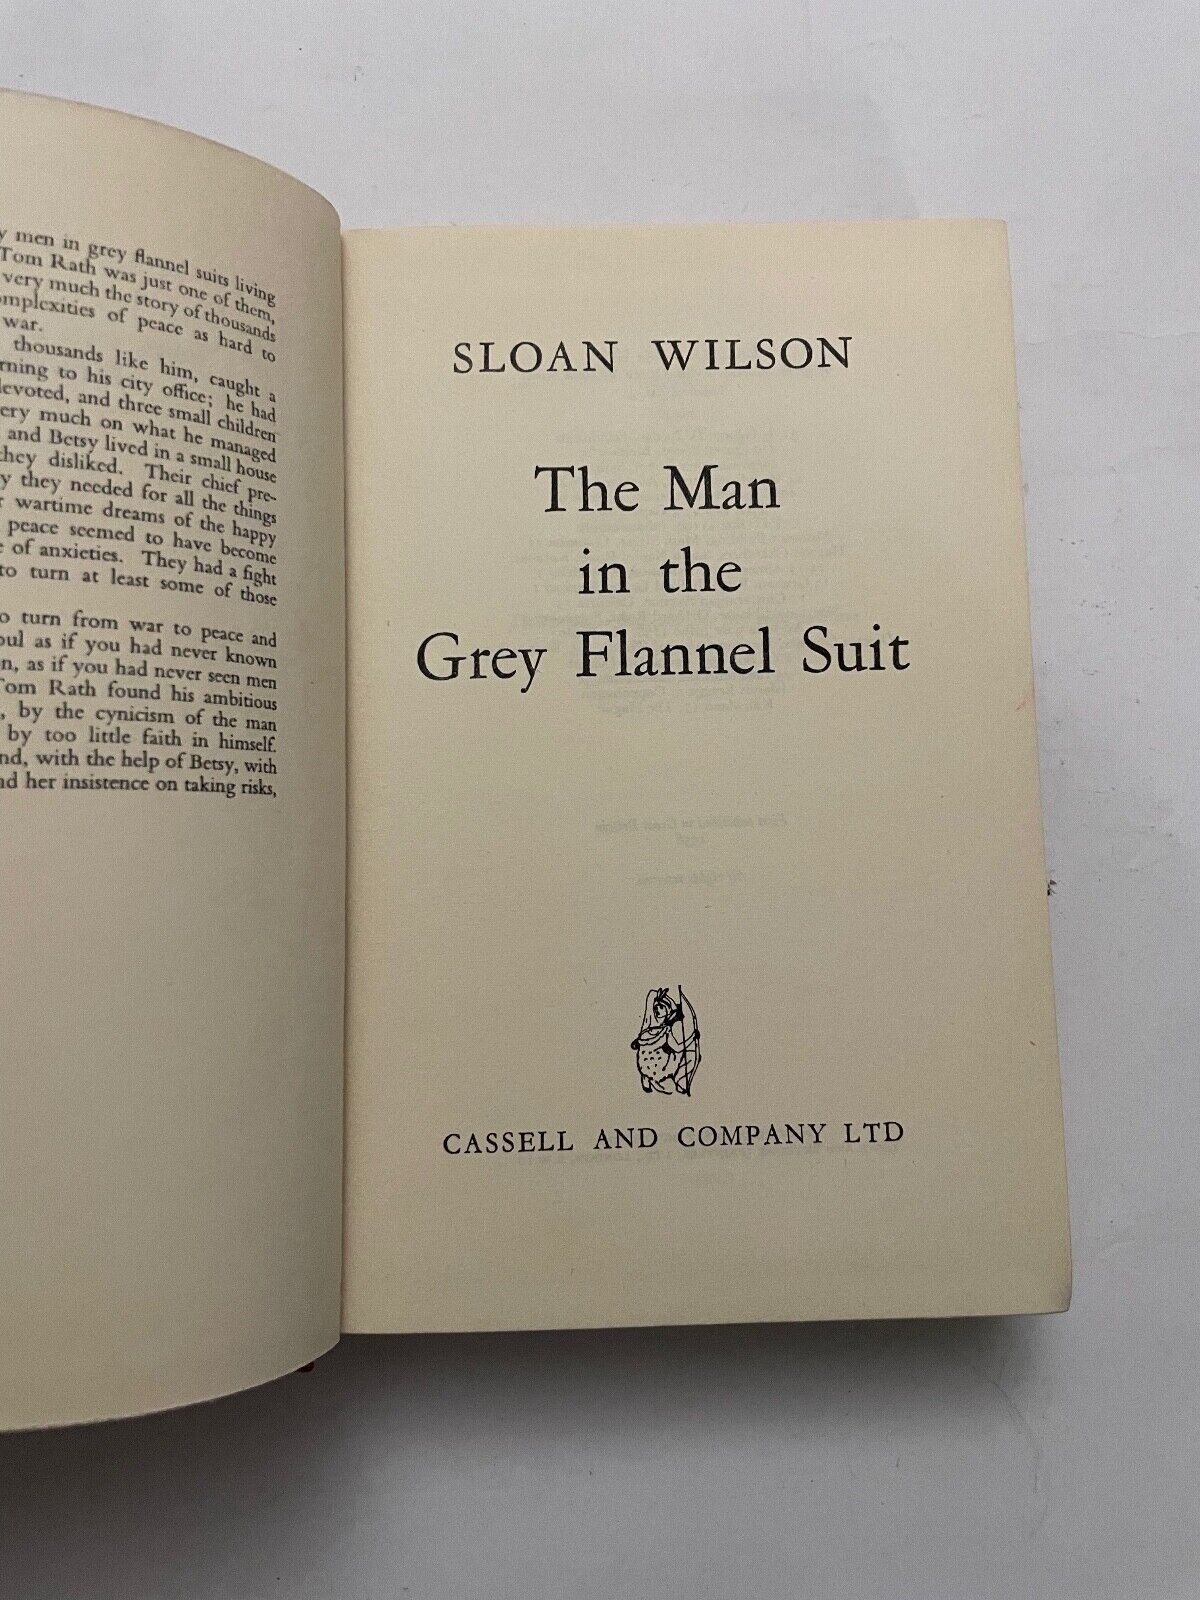 y men in grey flannel suits living
Tom Rath was just one of them,
very much the story of thousands
omplexities of peace as hard to
war.
thousands like him, caught a
rning to his city office; he had
devoted, and three small children
ery much on what he managed
and Betsy lived in a small house
they disliked. Their chief pre-
y they needed for all the things
r wartime dreams of the happy
peace seemed to have become
e of anxieties. They had a fight
to turn at least some of those
o turn from war to peace and
oul as if you had never known
on, as if you had never seen men
Tom Rath found his ambitious
, by the cynicism of the man
by too little faith in himself.
nd, with the help of Betsy, with
nd her insistence on taking risks,
SLOAN WILSON
The Man
in the
Grey Flannel Suit
CASSELL AND COMPANY LTD